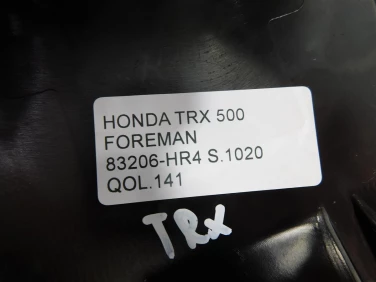 HONDA TRX 500
FOREMAN
83206-HR4 S.1020
QOL.141
TRX